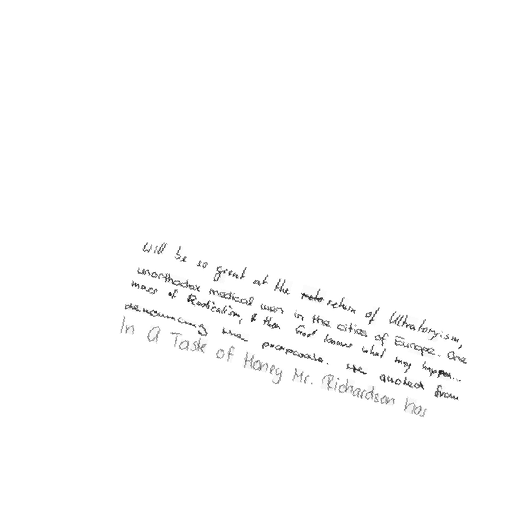 will be so great at the return of Ultratoryism,
unorthodox medical men in the cities of Europe. One
mass of Radicalism, & then God knows what may happen...
denouncing the proposals. He quoted from
In A Taste of Honey Mr. Richardson has